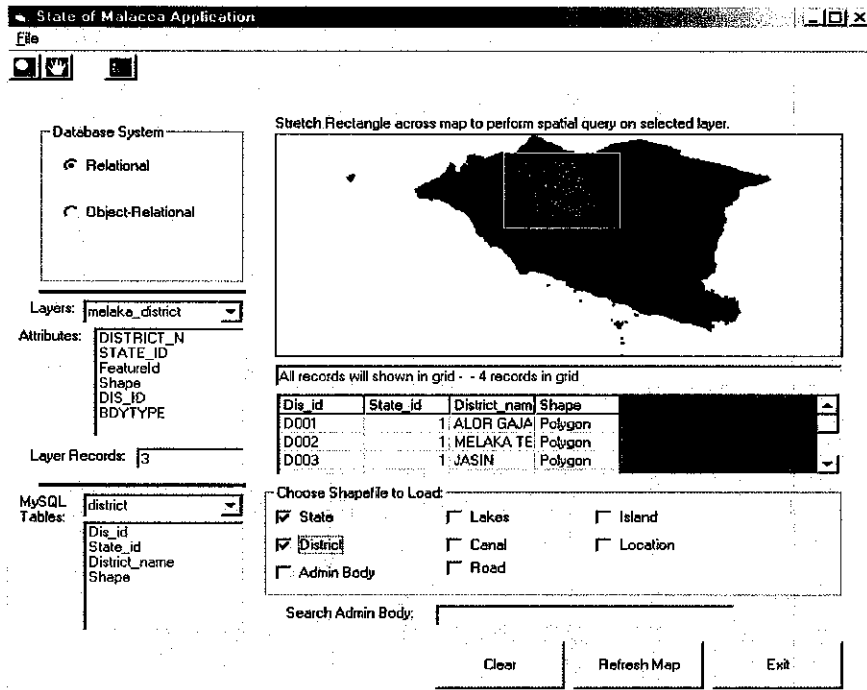 State of Malacca Application
File
Database System
Relational
Object-Relational
Stretch Rectangle across map to perform spatial query on selected layer.
Layers: melaka_district
Attributes:
DISTRICT_N
STATE_ID
FeatureId
Shape
DIS_ID
BDYTYPE
Layer Records: 3
All records will shown in grid - - 4 records in grid
Dis_id State_id District_nam Shape
D001 1 ALOR GAJA Polygon
D002 1 MELAKA TE Polygon
D003 1 JASIN Polygon
MySQL Tables: district
Dis_id
State_id
District_name
Shape
Choose Shapefile to Load:
State Lakes Island
District Canal Location
Admin Body Road
Search Admin Body:
Clear Refresh Map Exit